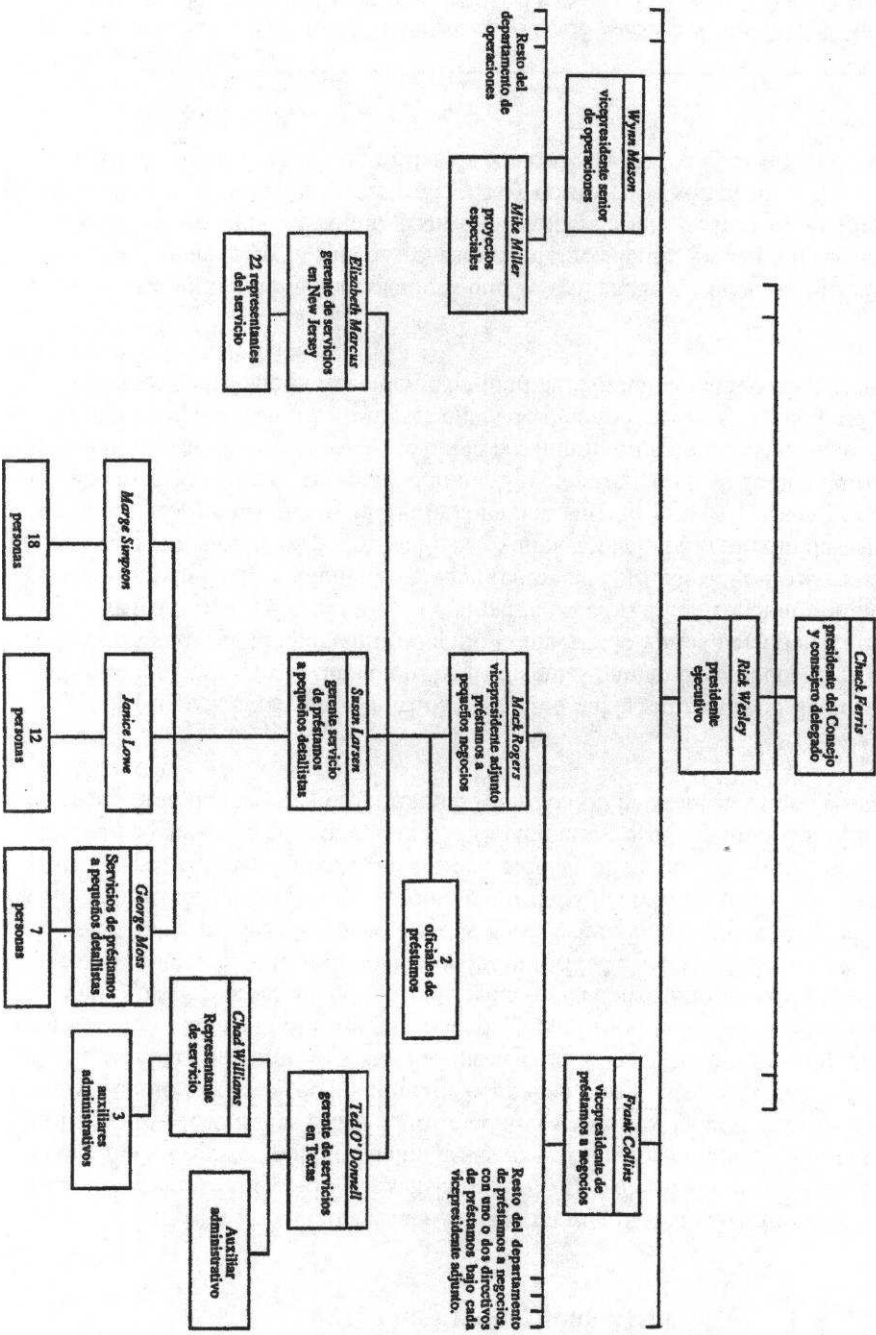 Chuck Ferris
presidente del Consejo
y consejero delegado
Rick Wesley
presidente
ejecutivo
Wynn Mason
vicepresidente senior
de operaciones
Frank Collins
vicepresidente de
préstamos a negocios
Resto del
departamento de
operaciones
Mike Miller
proyectos
especiales
Mack Rogers
vicepresidente adjunto
préstamos a
pequeños negocios
Resto del departamento
de préstamos a negocios,
con uno o dos directivos
de préstamos bajo cada
vicepresidente adjunto.
2
oficiales de
préstamos
Elizabeth Marcus
gerente de servicios
en New Jersey
Susan Larsen
gerente servicio
de préstamos
a pequeños detallistas
Ted O' Donnell
gerente de servicios
en Texas
22 representantes
del servicio
Chad Williams
Representante
de servicio
Auxiliar
administrativo
Marge Simpson
Janice Lowe
George Moss
Servicios de préstamos
a pequeños detallistas
3
auxiliares
administrativos
18
personas
12
personas
7
personas